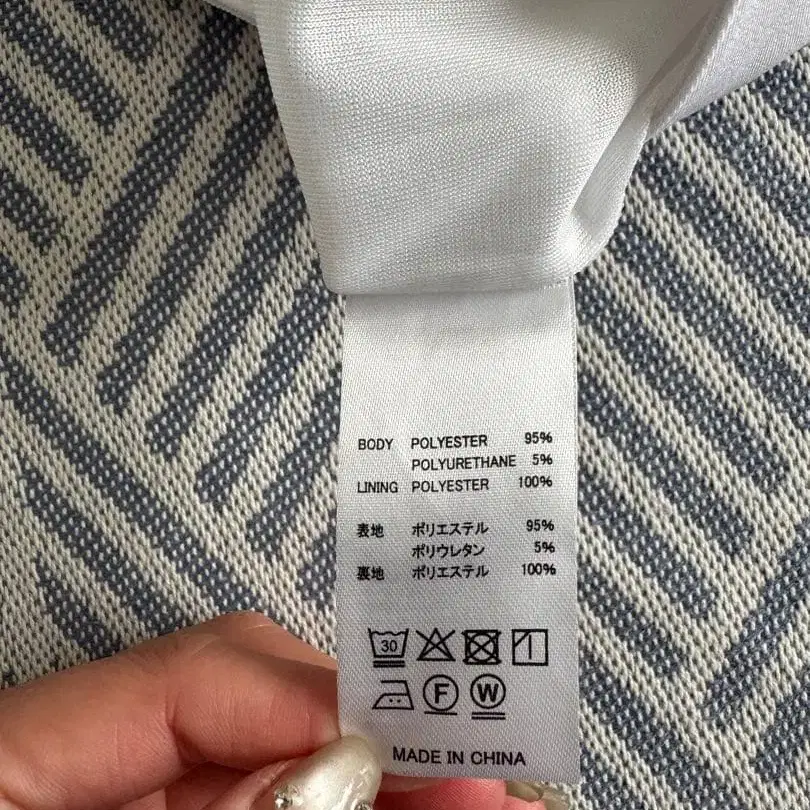 BODY POLYESTER 95%
POLYURETHANE 5%
LINING POLYESTER 100%
表地 ポリエステル 95%
ポリウレタン 5%
裏地 ポリエステル 100%
30
F W
MADE IN CHINA